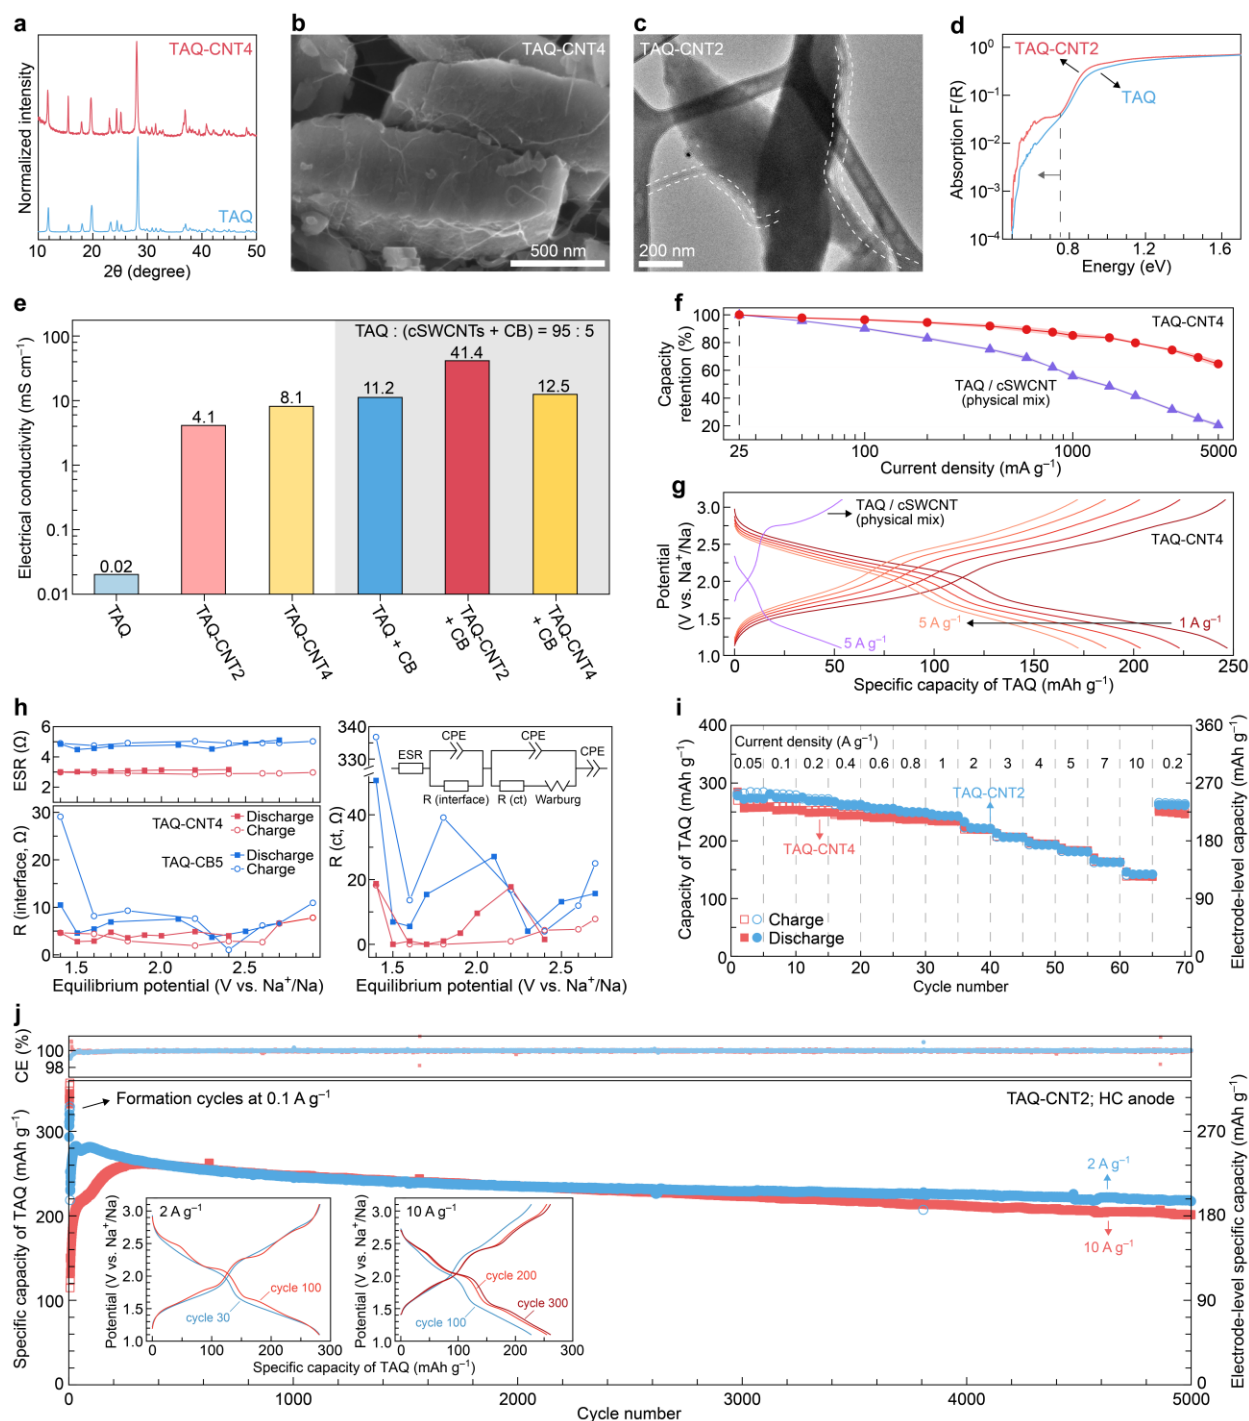 a
TAQ-CNT4
TAQ
Normalized intensity
10 20 30 40 50
2θ (degree)
b
TAQ-CNT4
500 nm
c
TAQ-CNT2
200 nm
d
TAQ-CNT2
TAQ
Absorption F(R)
10⁰
10⁻¹
10⁻²
10⁻³
10⁻⁴
0.8 1.2 1.6
Energy (eV)
e
TAQ : (cSWCNTs + CB) = 95 : 5
Electrical conductivity (mS cm⁻¹)
100
10
1
0.1
0.01
0.02
4.1
8.1
11.2
41.4
12.5
TAQ
TAQ-CNT2
TAQ-CNT4
TAQ + CB
TAQ-CNT2 + CB
TAQ-CNT4 + CB
f
Capacity retention (%)
100
80
60
40
20
TAQ-CNT4
TAQ / cSWCNT
(physical mix)
25 100 1000 5000
Current density (mA g⁻¹)
g
Potential
(V vs. Na⁺/Na)
3.0
2.5
2.0
1.5
1.0
TAQ / cSWCNT
(physical mix)
TAQ-CNT4
5 A g⁻¹
5 A g⁻¹
1 A g⁻¹
0 50 100 150 200 250
Specific capacity of TAQ (mAh g⁻¹)
h
ESR (Ω)
6
4
2
R (interface, Ω)
30
20
10
0
TAQ-CNT4
Discharge
Charge
TAQ-CB5
Discharge
Charge
1.5 2.0 2.5
Equilibrium potential (V vs. Na⁺/Na)
R (ct, Ω)
340
330
40
20
0
ESR
CPE
R (interface)
CPE
R (ct)
Warburg
CPE
1.5 2.0 2.5
Equilibrium potential (V vs. Na⁺/Na)
i
Capacity of TAQ (mAh g⁻¹)
400
300
200
100
0
Current density (A g⁻¹)
0.05 0.1 0.2 0.4 0.6 0.8 1 2 3 4 5 7 10 0.2
TAQ-CNT2
TAQ-CNT4
Charge
Discharge
0 10 20 30 40 50 60 70
Cycle number
360
270
180
90
0
Electrode-level capacity (mAh g⁻¹)
j
CE (%)
100
98
Formation cycles at 0.1 A g⁻¹
TAQ-CNT2; HC anode
Specific capacity of TAQ (mAh g⁻¹)
300
200
100
0
2 A g⁻¹
10 A g⁻¹
270
180
90
0
Electrode-level specific capacity (mAh g⁻¹)
2 A g⁻¹
Potential (V vs. Na⁺/Na)
3.0
2.5
2.0
1.5
1.0
cycle 100
cycle 30
0 100 200 300
10 A g⁻¹
Potential (V vs. Na⁺/Na)
3.0
2.5
2.0
1.5
1.0
cycle 200
cycle 300
cycle 100
0 100 200 300
Specific capacity of TAQ (mAh g⁻¹)
0 1000 2000 3000 4000 5000
Cycle number